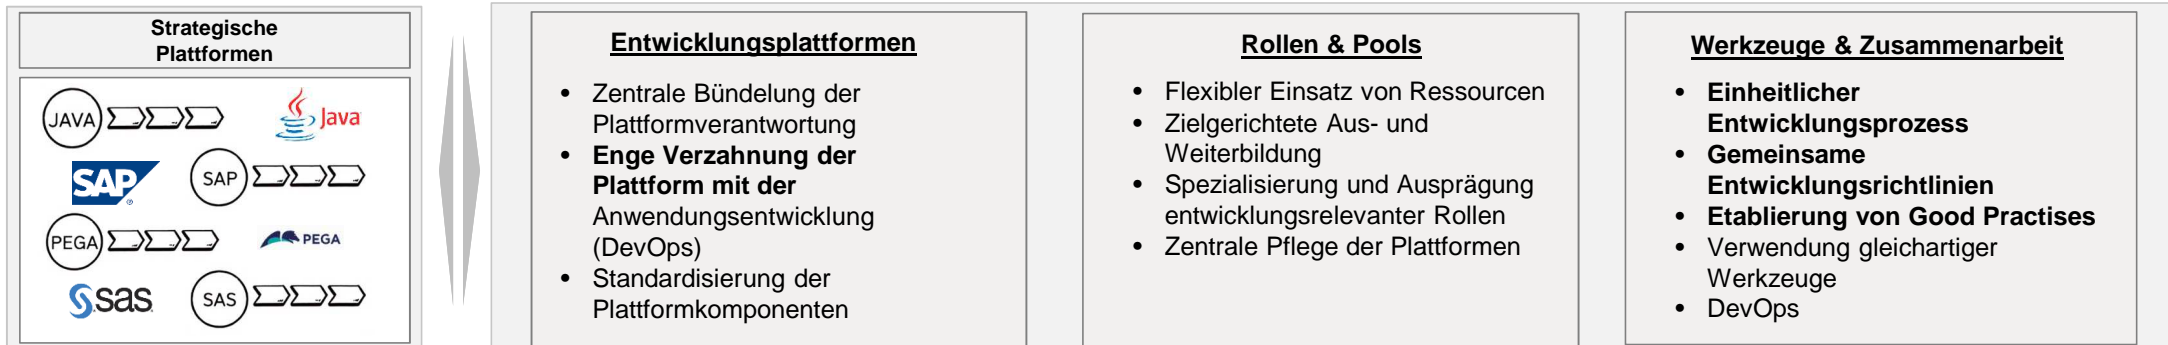 Strategische
Plattformen
JAVA
Java
SAP
SAP
PEGA
PEGA
sas
SAS
Entwicklungsplattformen
• Zentrale Bündelung der
Plattformverantwortung
• Enge Verzahnung der
Plattform mit der
Anwendungsentwicklung
(DevOps)
• Standardisierung der
Plattformkomponenten
Rollen & Pools
• Flexibler Einsatz von Ressourcen
• Zielgerichtete Aus- und
Weiterbildung
• Spezialisierung und Ausprägung
entwicklungsrelevanter Rollen
• Zentrale Pflege der Plattformen
Werkzeuge & Zusammenarbeit
• Einheitlicher
Entwicklungsprozess
• Gemeinsame
Entwicklungsrichtlinien
• Etablierung von Good Practises
• Verwendung gleichartiger
Werkzeuge
• DevOps